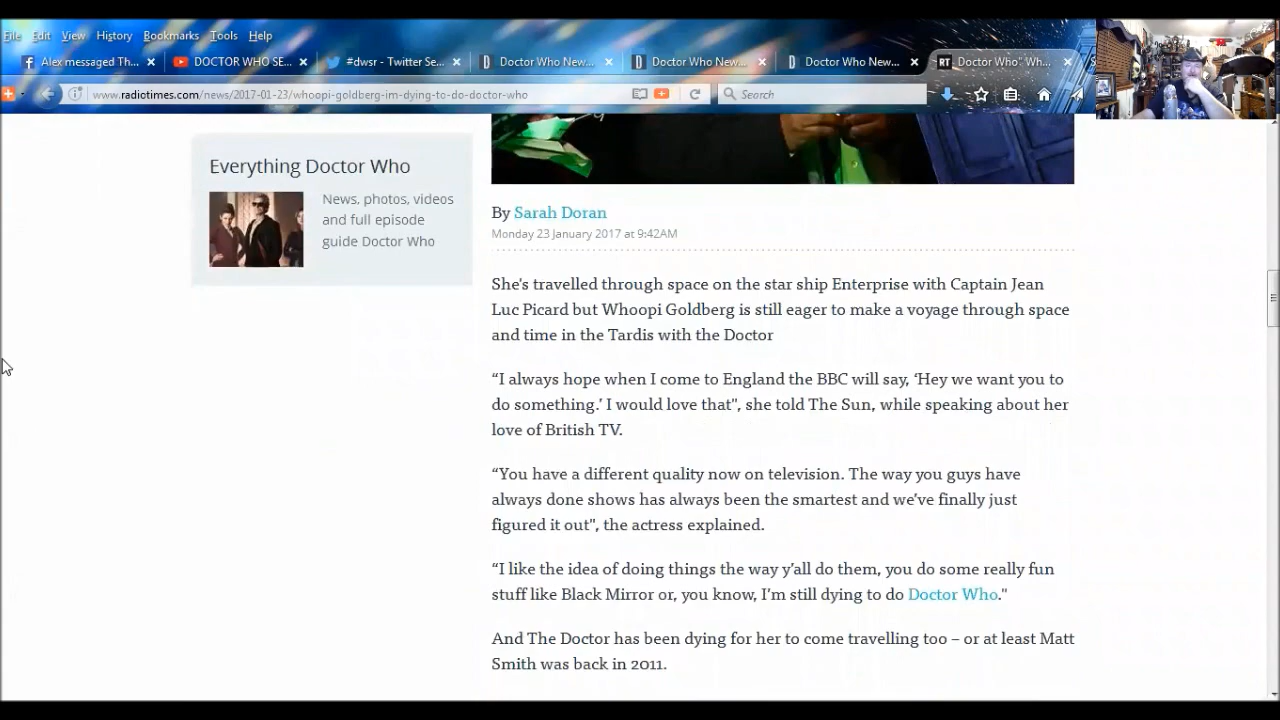 File Edit View History Bookmarks Tools Help
Alex messaged Th... × DOCTOR WHO SE... × #dwsr - Twitter Se... × Doctor Who New... × Doctor Who New... × Doctor Who New... × RT Doctor Who" Wh... ×
www.radiotimes.com/news/2017-01-23/whoopi-goldberg-im-dying-to-do-doctor-who Search
Everything Doctor Who
News, photos, videos
and full episode
guide Doctor Who
By Sarah Doran
Monday 23 January 2017 at 9:42AM
She's travelled through space on the star ship Enterprise with Captain Jean
Luc Picard but Whoopi Goldberg is still eager to make a voyage through space
and time in the Tardis with the Doctor
“I always hope when I come to England the BBC will say, ‘Hey we want you to
do something.’ I would love that", she told The Sun, while speaking about her
love of British TV.
“You have a different quality now on television. The way you guys have
always done shows has always been the smartest and we’ve finally just
figured it out", the actress explained.
“I like the idea of doing things the way y’all do them, you do some really fun
stuff like Black Mirror or, you know, I’m still dying to do Doctor Who."
And The Doctor has been dying for her to come travelling too – or at least Matt
Smith was back in 2011.